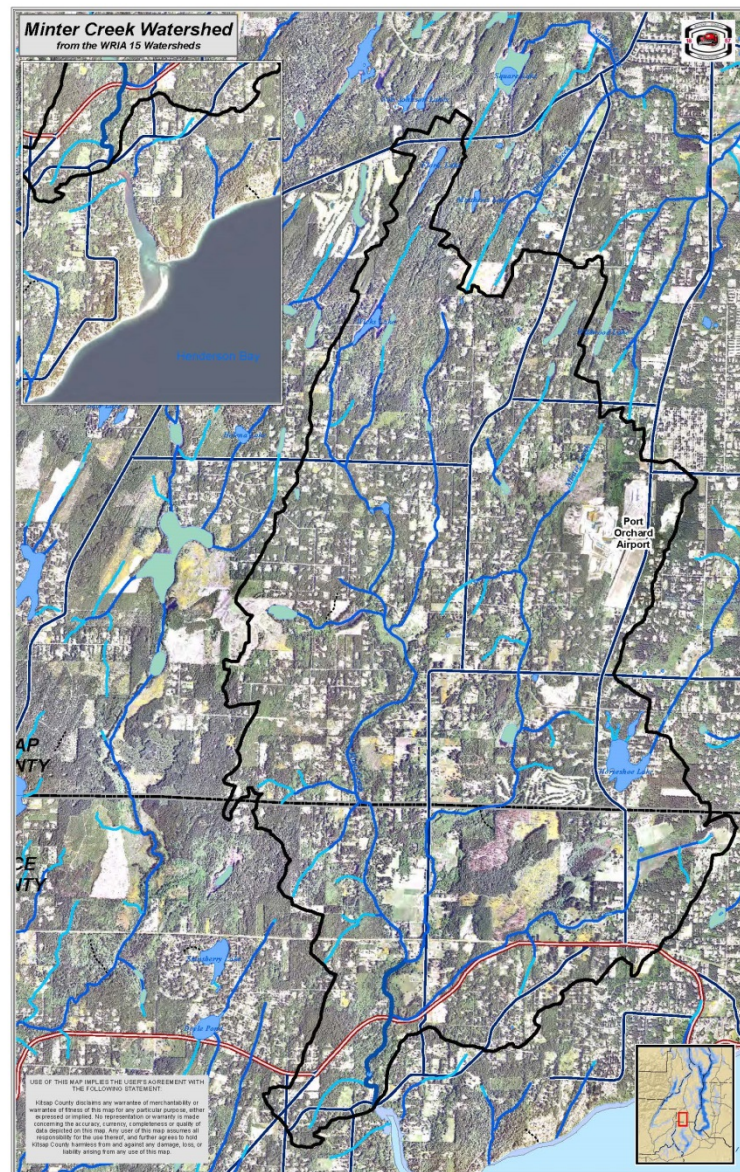 Minter Creek Watershed
from the WRIA 15 Watersheds
Henderson Bay
Square Lake
Port
Orchard
Airport
Horseshoe Lake
AP
NTY
CE
NTY
USE OF THIS MAP IMPLIES THE USER'S AGREEMENT WITH
THE FOLLOWING STATEMENT:
Kitsap County disclaims any warrantee of merchantability or
warrantee of fitness of this map for any particular purpose, either
expressed or implied. No representation or warranty is made
concerning the accuracy, currency, completeness or quality of
data depicted on this map. Any user of this map assumes all
responsibility for the use thereof, and further agrees to hold
Kitsap County harmless from and against any damage, loss, or
liability arising from any use of this map.